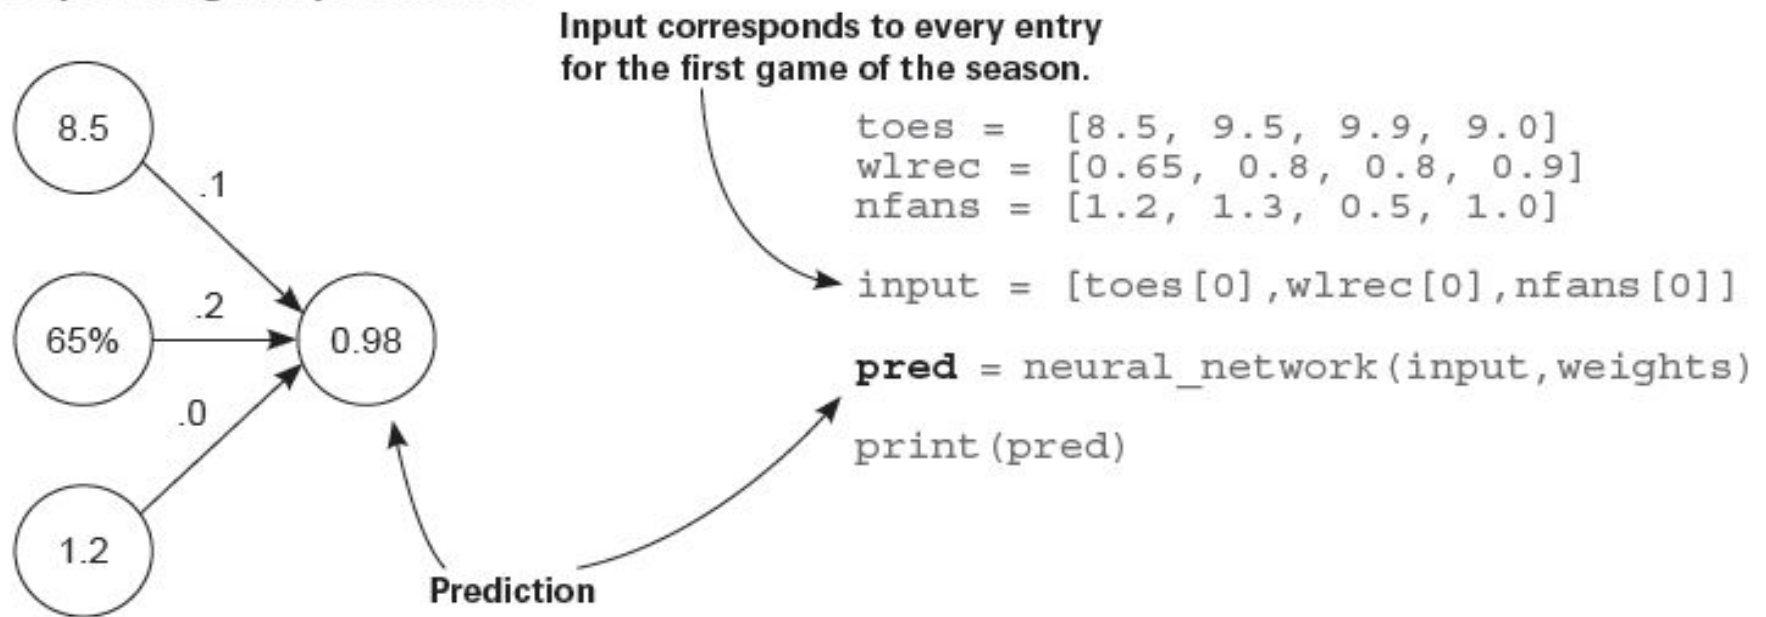 Input corresponds to every entry
for the first game of the season.
8.5
.1
toes =   [8.5, 9.5, 9.9, 9.0]
wlrec = [0.65, 0.8, 0.8, 0.9]
nfans = [1.2, 1.3, 0.5, 1.0]
input = [toes[0],wlrec[0],nfans[0]]
.2
65%
0.98
pred = neural_network(input,weights)
.0
print(pred)
1.2
Prediction